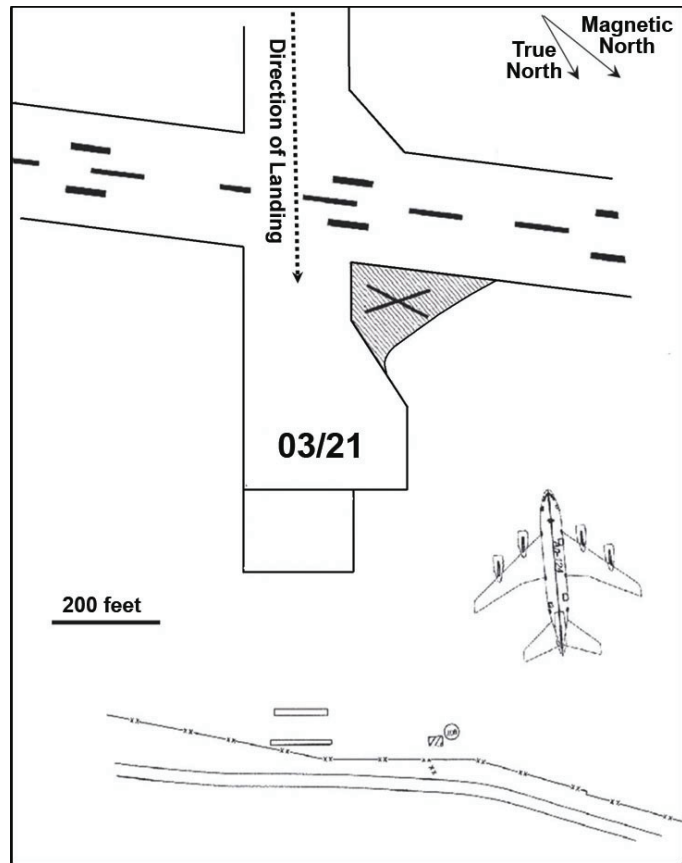 Magnetic
North
True
North
Direction of Landing
03/21
200 feet